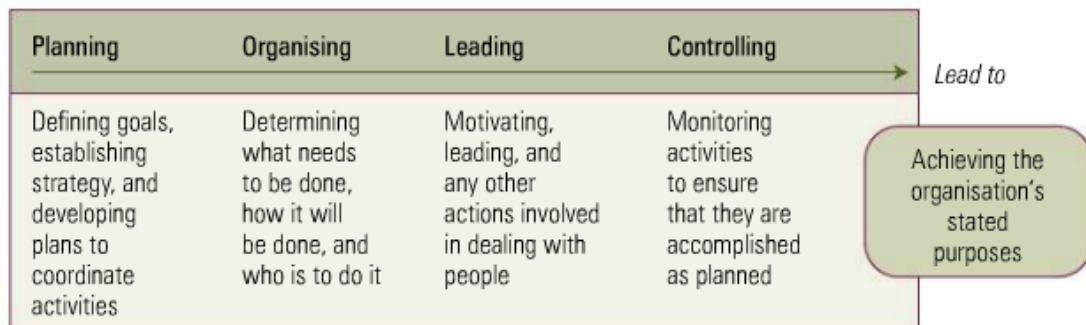 Planning
Organising
Leading
Controlling
Lead to
Defining goals,
establishing
strategy, and
developing
plans to
coordinate
activities
Determining
what needs
to be done,
how it will
be done, and
who is to do it
Motivating,
leading, and
any other
actions involved
in dealing with
people
Monitoring
activities
to ensure
that they are
accomplished
as planned
Achieving the
organisation's
stated
purposes